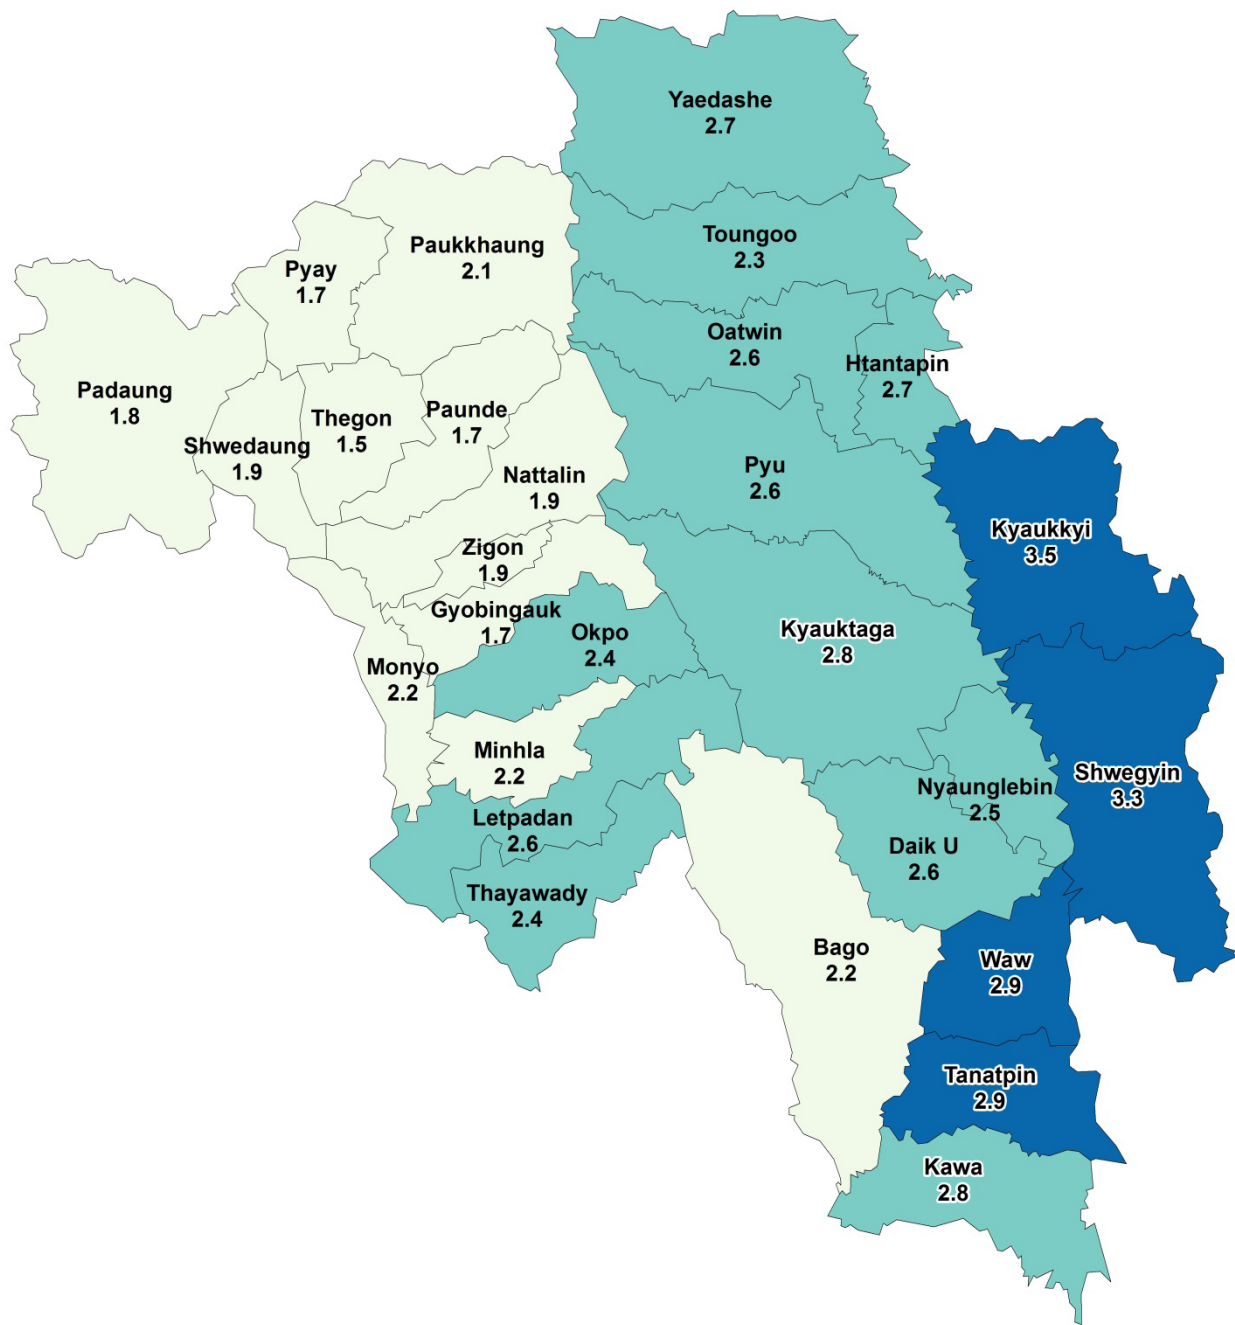 Yaedashe
2.7
Toungoo
2.3
Paukkhaung
2.1
Pyay
1.7
Oatwin
2.6
Htantapin
2.7
Padaung
1.8
Shwedaung
1.9
Thegon
1.5
Paunde
1.7
Nattalin
1.9
Pyu
2.6
Kyaukkyi
3.5
Zigon
1.9
Gyobingauk
1.7
Okpo
2.4
Kyauktaga
2.8
Monyo
2.2
Minhla
2.2
Shwegyin
3.3
Nyaunglebin
2.5
Letpadan
2.6
Daik U
2.6
Thayawady
2.4
Bago
2.2
Waw
2.9
Tanatpin
2.9
Kawa
2.8